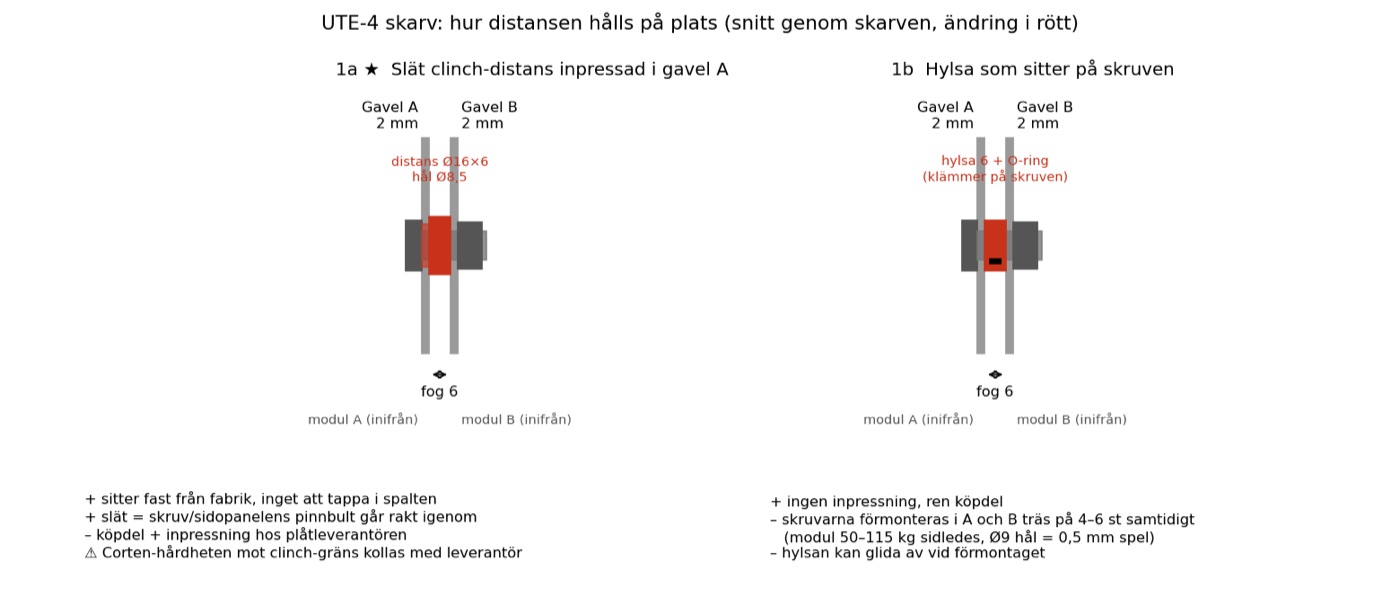 UTE-4 skarv: hur distansen hålls på plats (snitt genom skarven, ändring i rött)
1a ★ Slät clinch-distans inpressad i gavel A
Gavel A
2 mm
Gavel B
2 mm
distans Ø16×6
hål Ø8,5
fog 6
modul A (inifrån)
modul B (inifrån)
+ sitter fast från fabrik, inget att tappa i spalten
+ slät = skruv/sidopanelens pinnbult går rakt igenom
– köpdel + inpressning hos plåtleverantören
⚠ Corten-hårdheten mot clinch-gräns kollas med leverantör
1b Hylsa som sitter på skruven
Gavel A
2 mm
Gavel B
2 mm
hylsa 6 + O-ring
(klämmer på skruven)
fog 6
modul A (inifrån)
modul B (inifrån)
+ ingen inpressning, ren köpdel
– skruvarna förmonteras i A och B träs på 4–6 st samtidigt
(modul 50–115 kg sidledes, Ø9 hål = 0,5 mm spel)
– hylsan kan glida av vid förmontaget